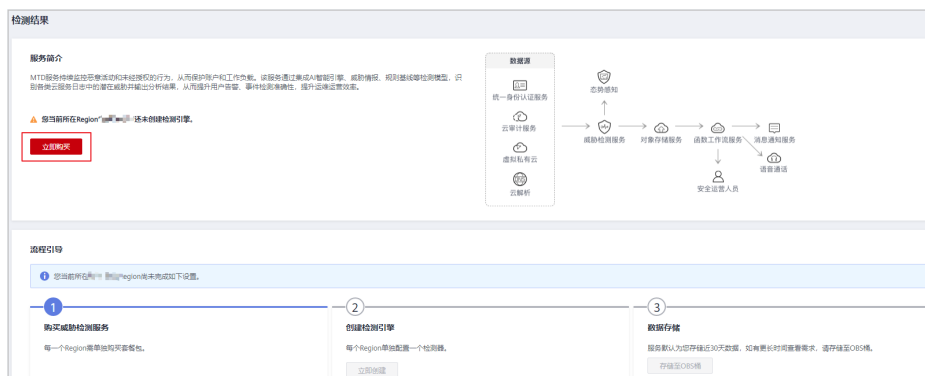 检测结果
服务简介
MTD服务持续监控恶意活动和未经授权的行为，从而保护账户和工作负载。该服务通过集成AI智能引擎、威胁情报、规则基线等检测模型，识
别各类云服务日志中的潜在威胁并输出分析结果，从而提升用户告警、事件检测准确性，提升运维运营效率。
您当前所在Region“ ”还未创建检测引擎。
立即购买
数据源
统一身份认证服务
云审计服务
虚拟私有云
云解析
态势感知
威胁检测服务
对象存储服务
函数工作流服务
消息通知服务
语音通话
安全运营人员
流程引导
您当前所在 Region尚未完成如下设置。
1
购买威胁检测服务
每一个Region需单独购买套餐包。
2
创建检测引擎
每个Region单独配置一个检测器。
立即创建
3
数据存储
服务默认为您存储近30天数据，如有更长时间查看需求，请存储至OBS桶。
存储至OBS桶